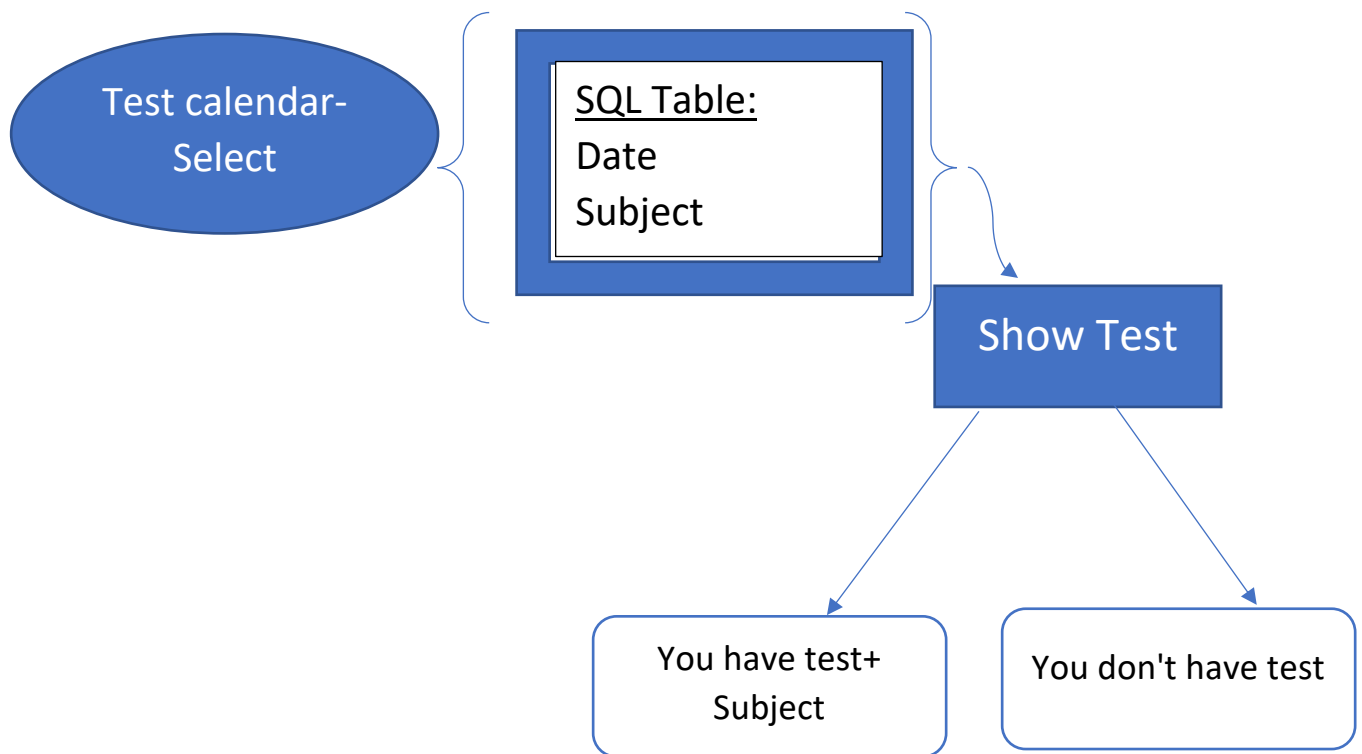 Test calendar-
Select
SQL Table:
Date
Subject
Show Test
You have test+
Subject
You don't have test